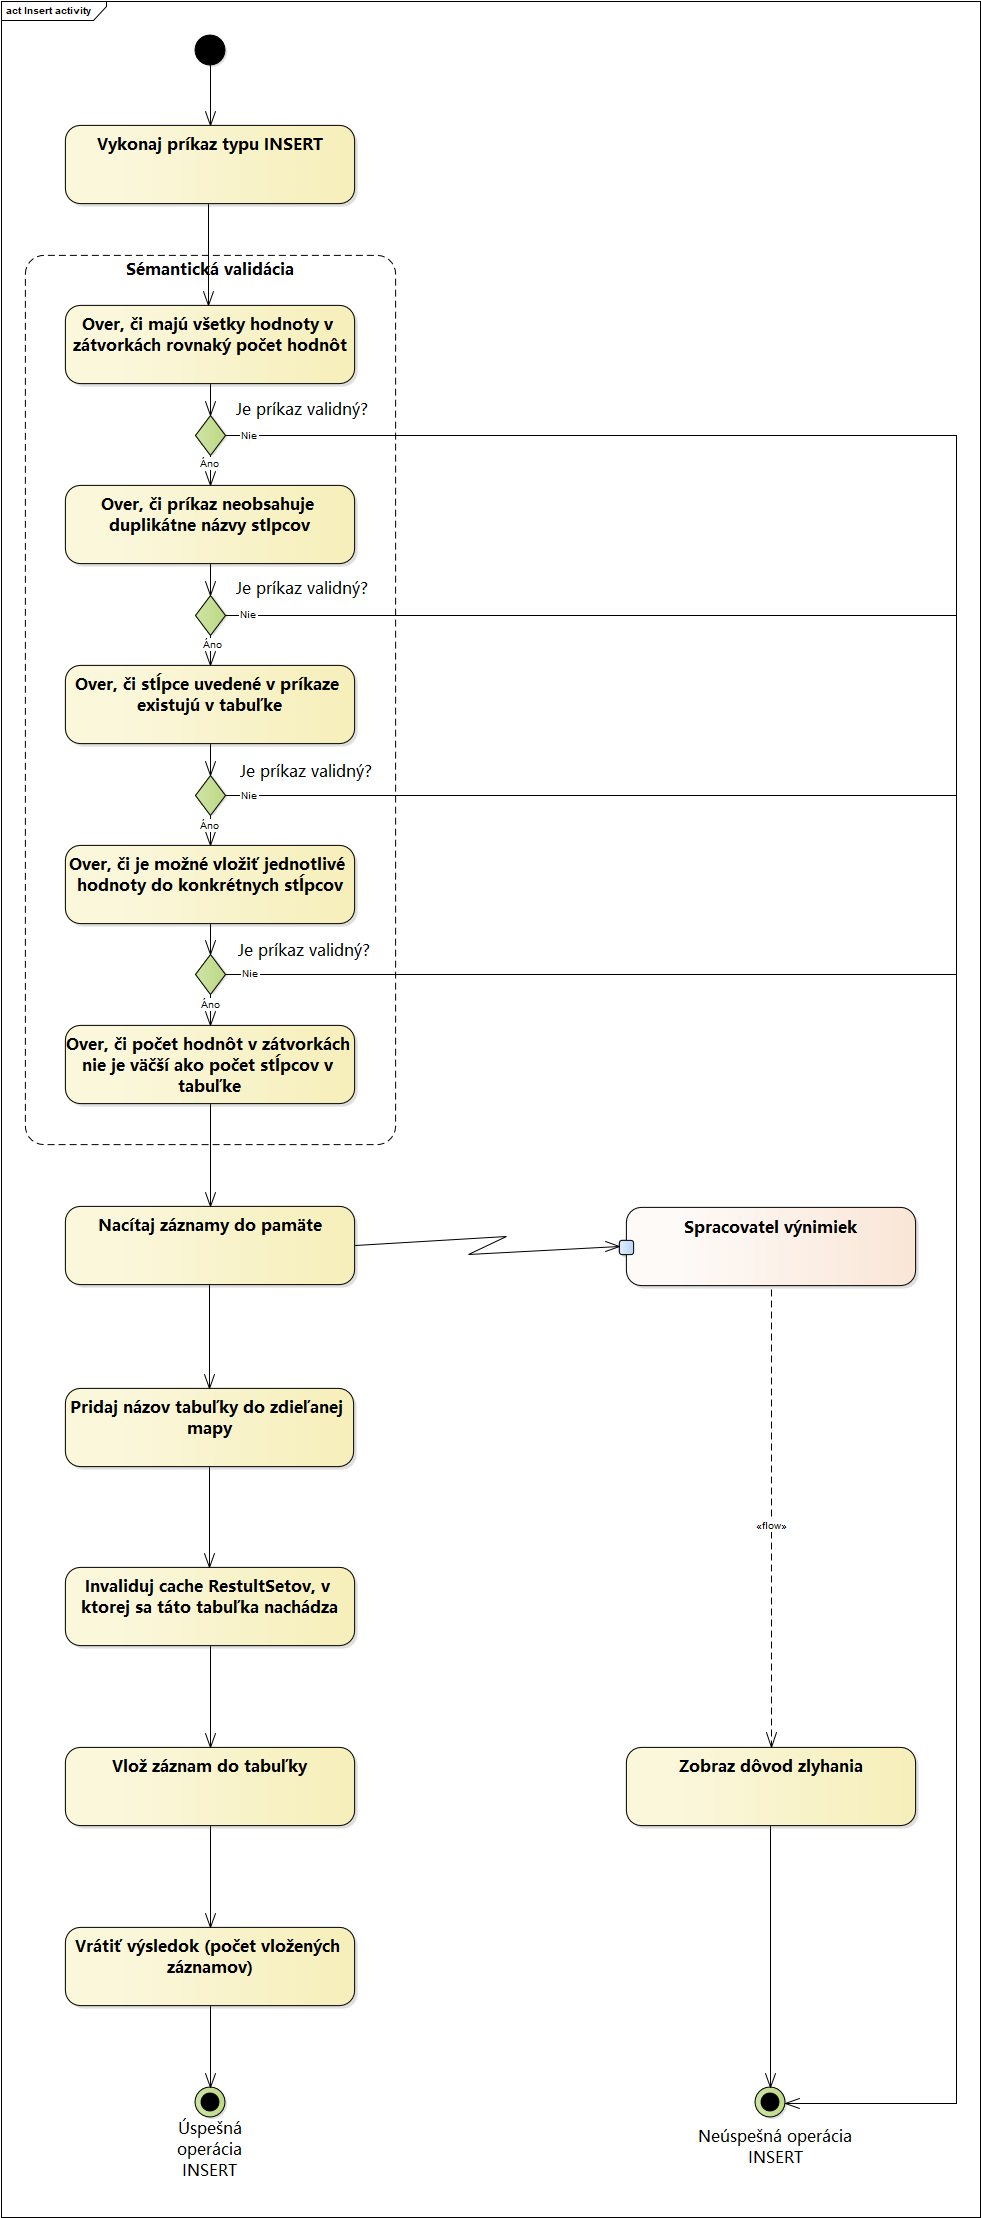 act Insert activity
Vykonaj príkaz typu INSERT
Sémantická validácia
Over, či majú všetky hodnoty v
zátvorkách rovnaký počet hodnôt
Je príkaz validný?
Nie
Áno
Over, či príkaz neobsahuje
duplikátne názvy stlpcov
Je príkaz validný?
Nie
Áno
Over, či stĺpce uvedené v príkaze
existujú v tabuľke
Je príkaz validný?
Nie
Áno
Over, či je možné vložiť jednotlivé
hodnoty do konkrétnych stĺpcov
Je príkaz validný?
Nie
Áno
Over, či počet hodnôt v zátvorkách
nie je väčší ako počet stĺpcov v
tabuľke
Nacítaj záznamy do pamäte
Spracovatel výnimiek
Pridaj názov tabuľky do zdieľanej
mapy
«flow»
Invaliduj cache RestultSetov, v
ktorej sa táto tabuľka nachádza
Vlož záznam do tabuľky
Zobraz dôvod zlyhania
Vrátiť výsledok (počet vložených
záznamov)
Úspešná
operácia
INSERT
Neúspešná operácia
INSERT